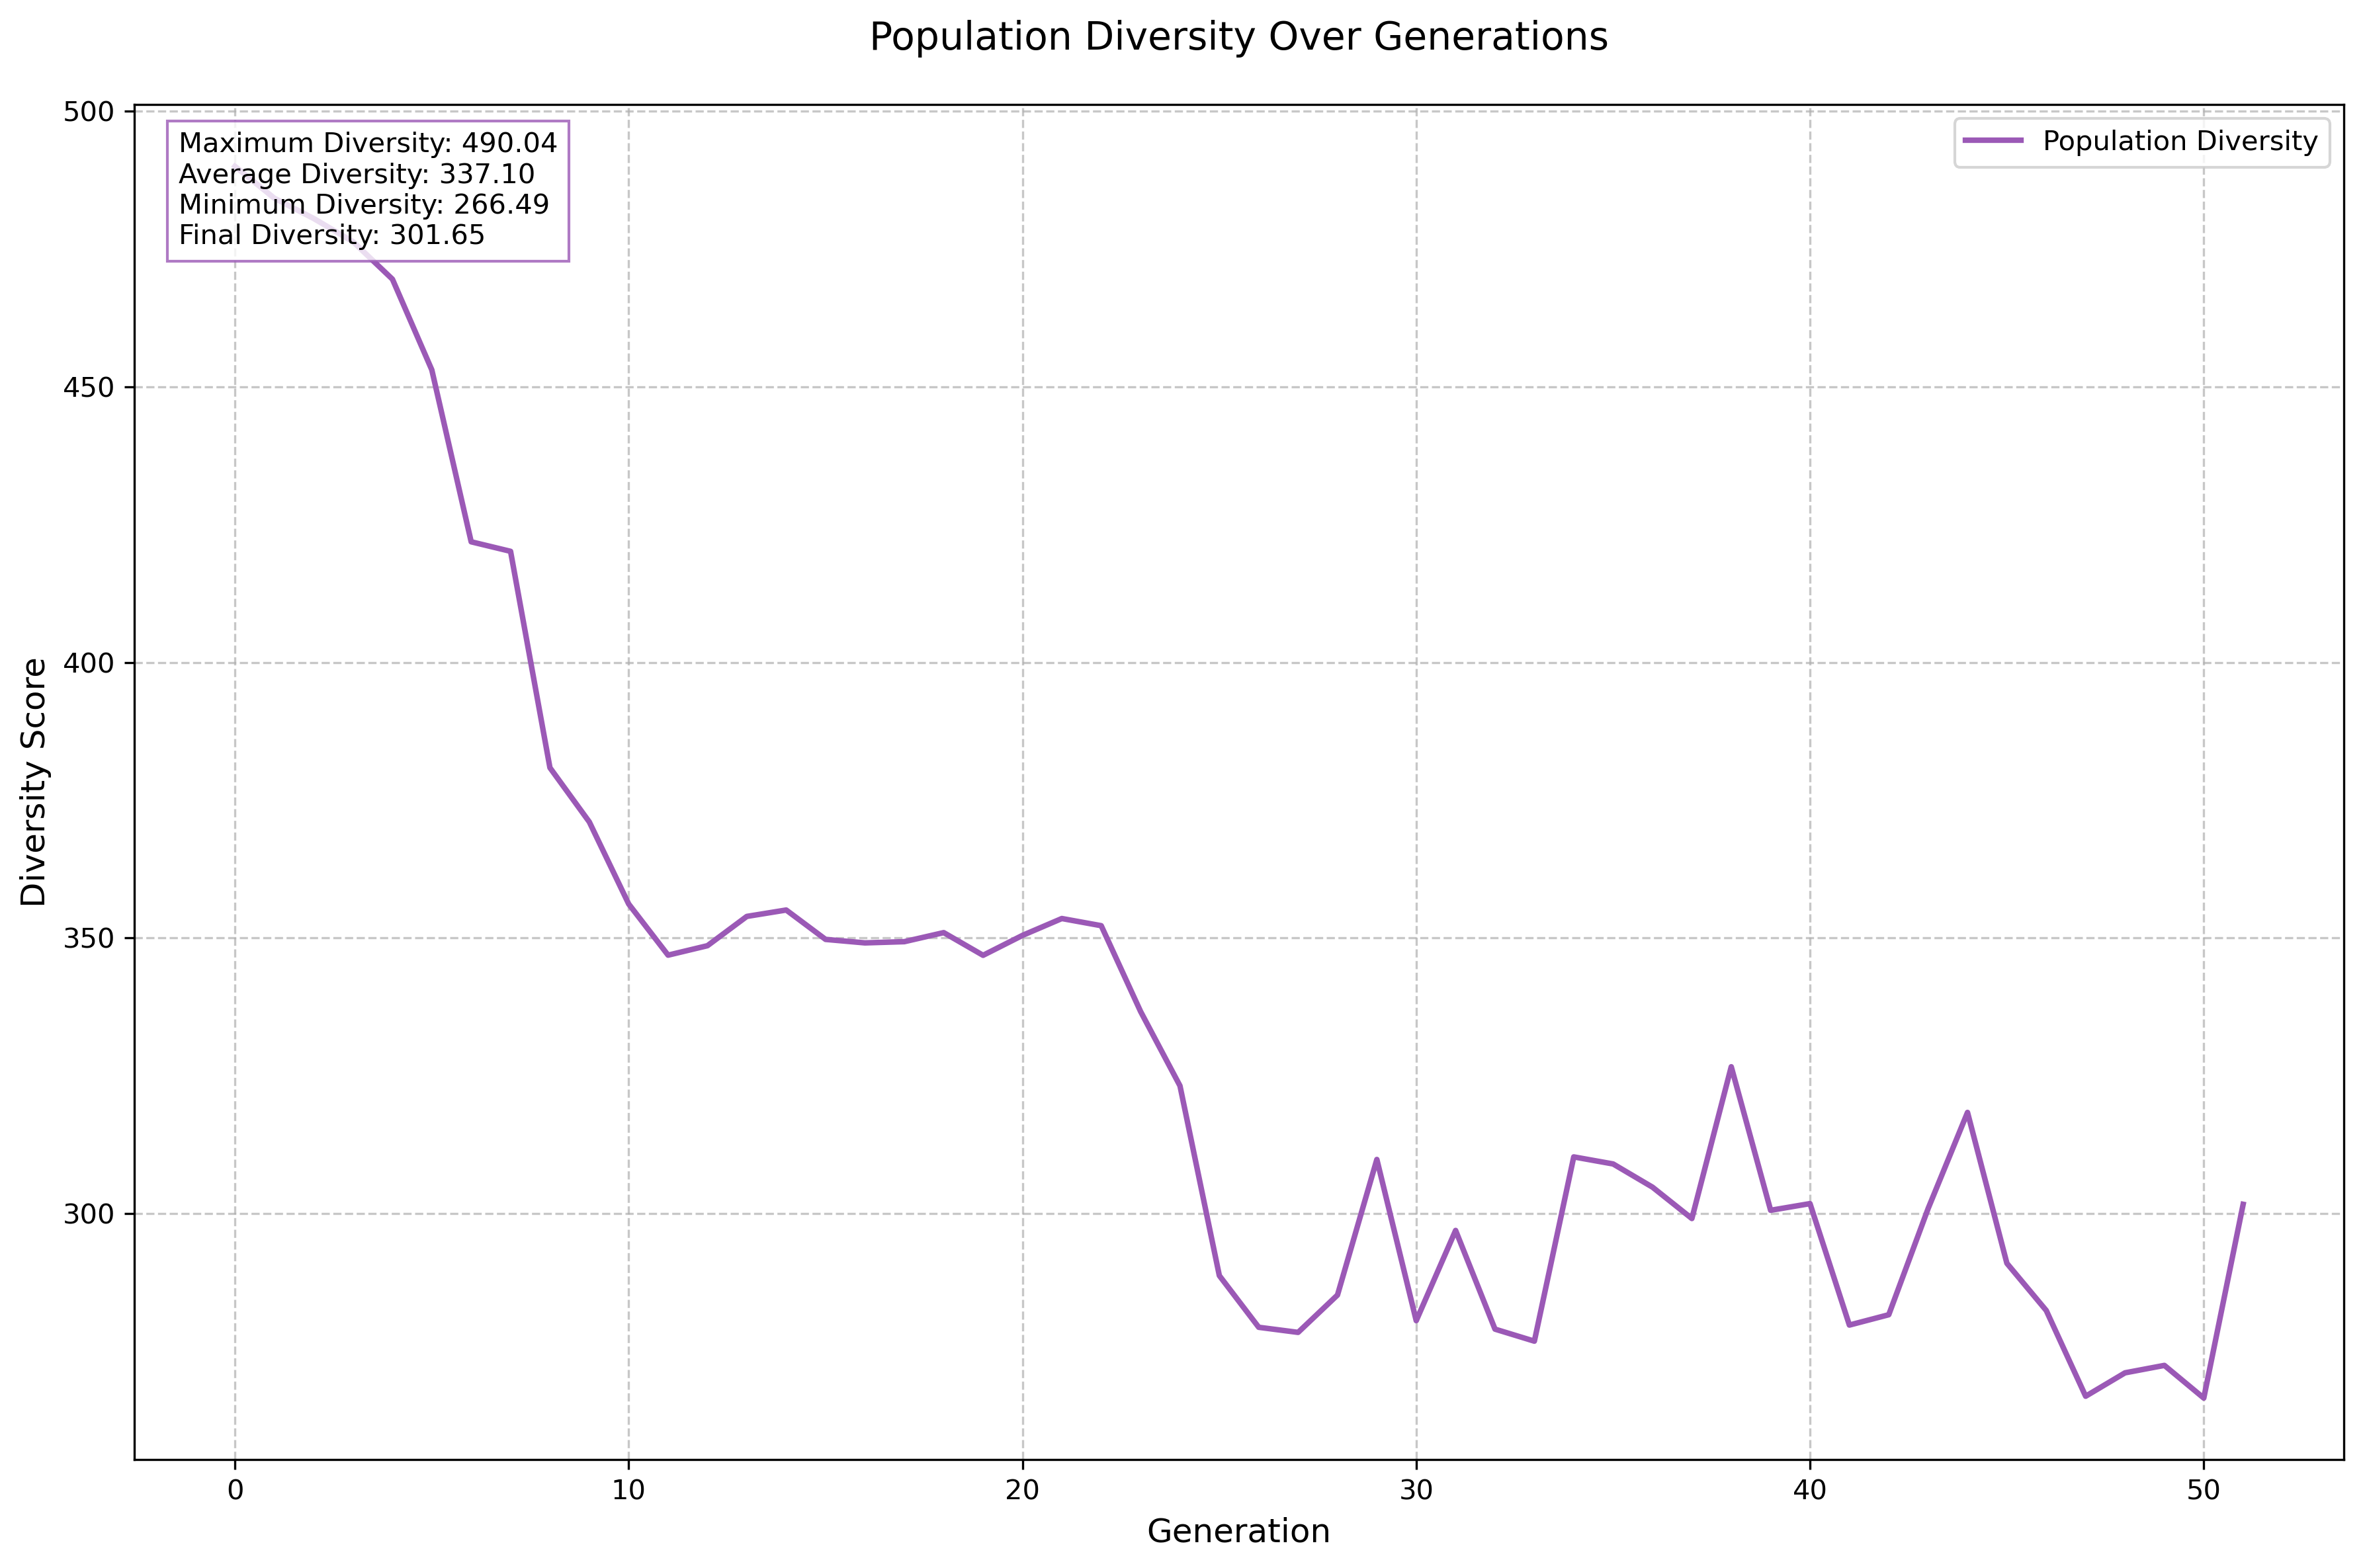 Population Diversity Over Generations
500
Maximum Diversity: 490.04
Average Diversity: 337.10
Minimum Diversity: 266.49
Final Diversity: 301.65
Population Diversity
450
400
350
300
Diversity Score
0 10 20 30 40 50
Generation